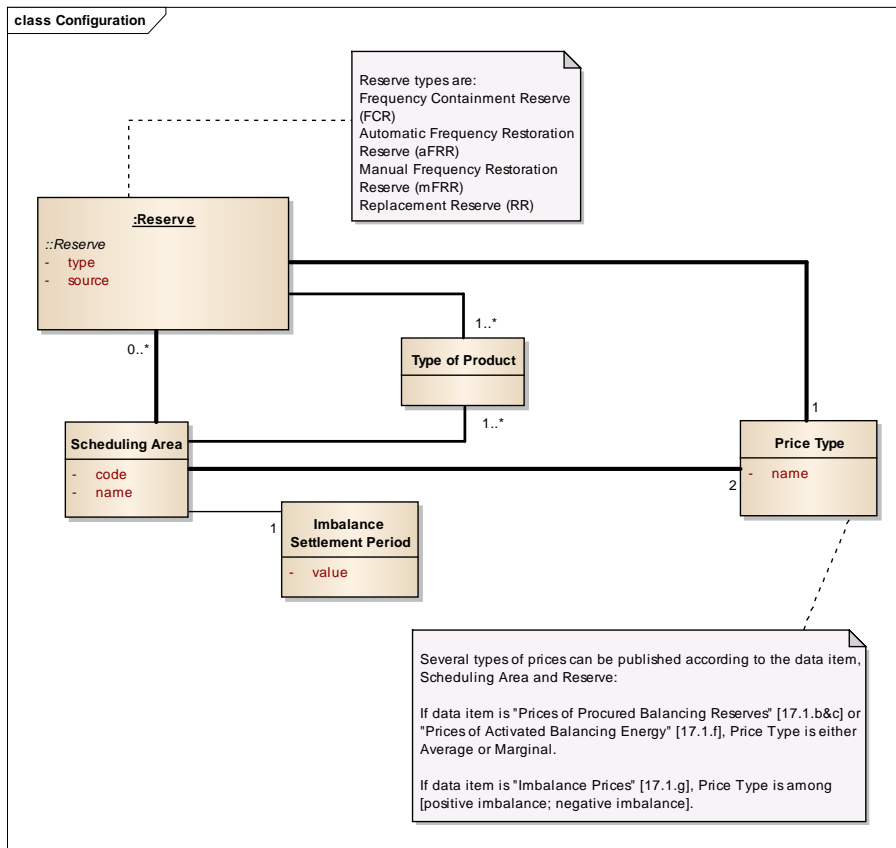 class Configuration
Reserve types are:
Frequency Containment Reserve
(FCR)
Automatic Frequency Restoration
Reserve (aFRR)
Manual Frequency Restoration
Reserve (mFRR)
Replacement Reserve (RR)
:Reserve
::Reserve
- type
- source
0..*
1..*
Type of Product
1..*
1
Scheduling Area
- code
- name
Price Type
- name
2
1
Imbalance
Settlement Period
- value
Several types of prices can be published according to the data item,
Scheduling Area and Reserve:
If data item is "Prices of Procured Balancing Reserves" [17.1.b&c] or
"Prices of Activated Balancing Energy" [17.1.f], Price Type is either
Average or Marginal.
If data item is "Imbalance Prices" [17.1.g], Price Type is among
[positive imbalance; negative imbalance].